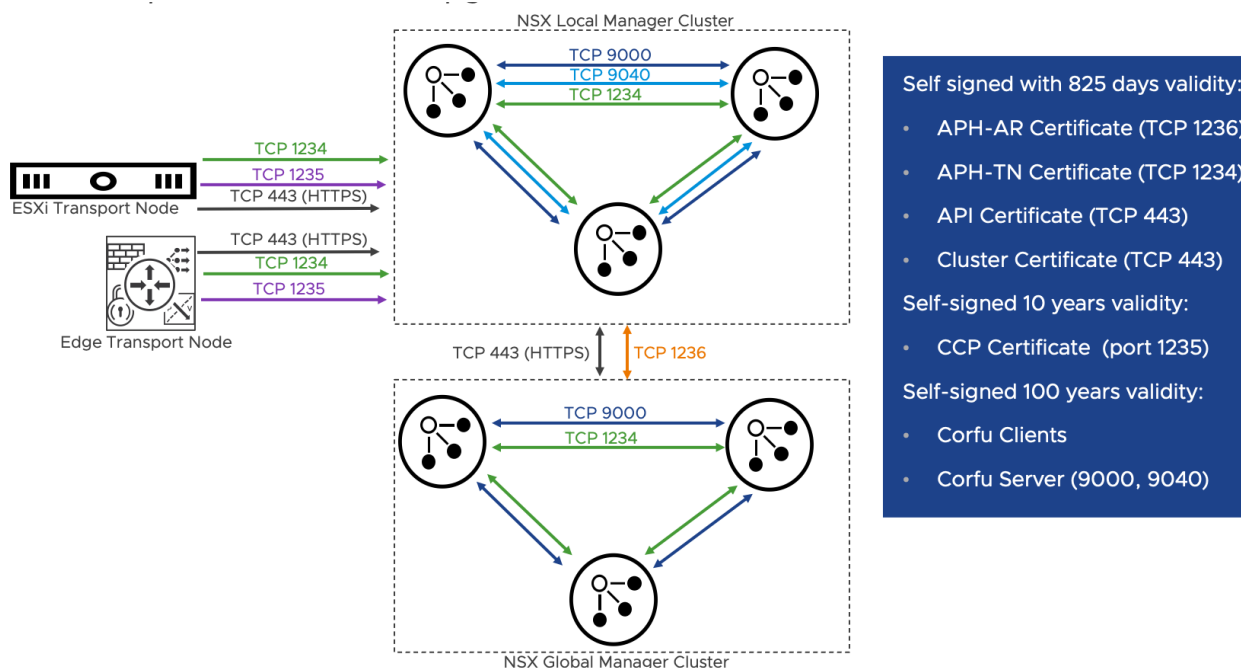 NSX Local Manager Cluster
TCP 9000
TCP 9040
TCP 1234
TCP 1234
TCP 1235
TCP 443 (HTTPS)
ESXi Transport Node
TCP 443 (HTTPS)
TCP 1234
TCP 1235
Edge Transport Node
TCP 443 (HTTPS)
TCP 1236
TCP 9000
TCP 1234
NSX Global Manager Cluster
Self signed with 825 days validity:
• APH-AR Certificate (TCP 1236)
• APH-TN Certificate (TCP 1234)
• API Certificate (TCP 443)
• Cluster Certificate (TCP 443)
Self-signed 10 years validity:
• CCP Certificate (port 1235)
Self-signed 100 years validity:
• Corfu Clients
• Corfu Server (9000, 9040)